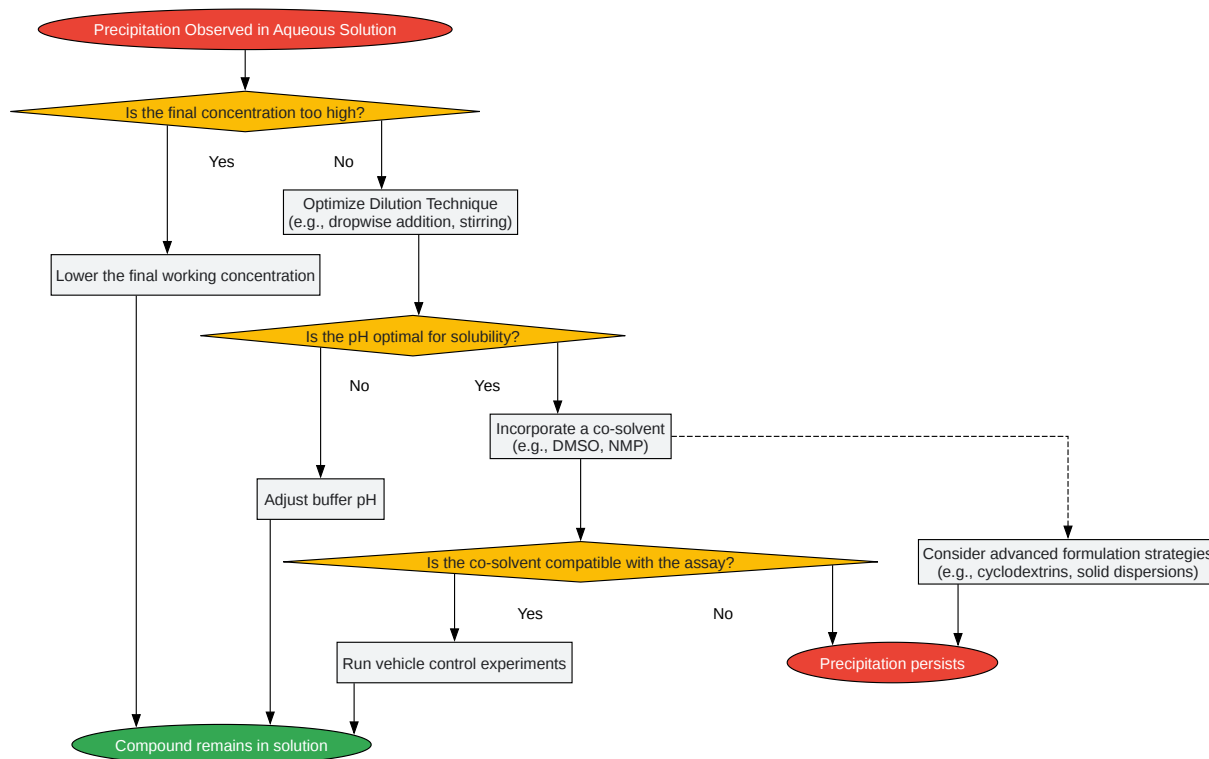 Precipitation Observed in Aqueous Solution
Is the final concentration too high?
Yes
No
Optimize Dilution Technique
(e.g., dropwise addition, stirring)
Lower the final working concentration
Is the pH optimal for solubility?
No
Yes
Incorporate a co-solvent
(e.g., DMSO, NMP)
Adjust buffer pH
Is the co-solvent compatible with the assay?
Consider advanced formulation strategies
(e.g., cyclodextrins, solid dispersions)
Yes
No
Run vehicle control experiments
Precipitation persists
Compound remains in solution